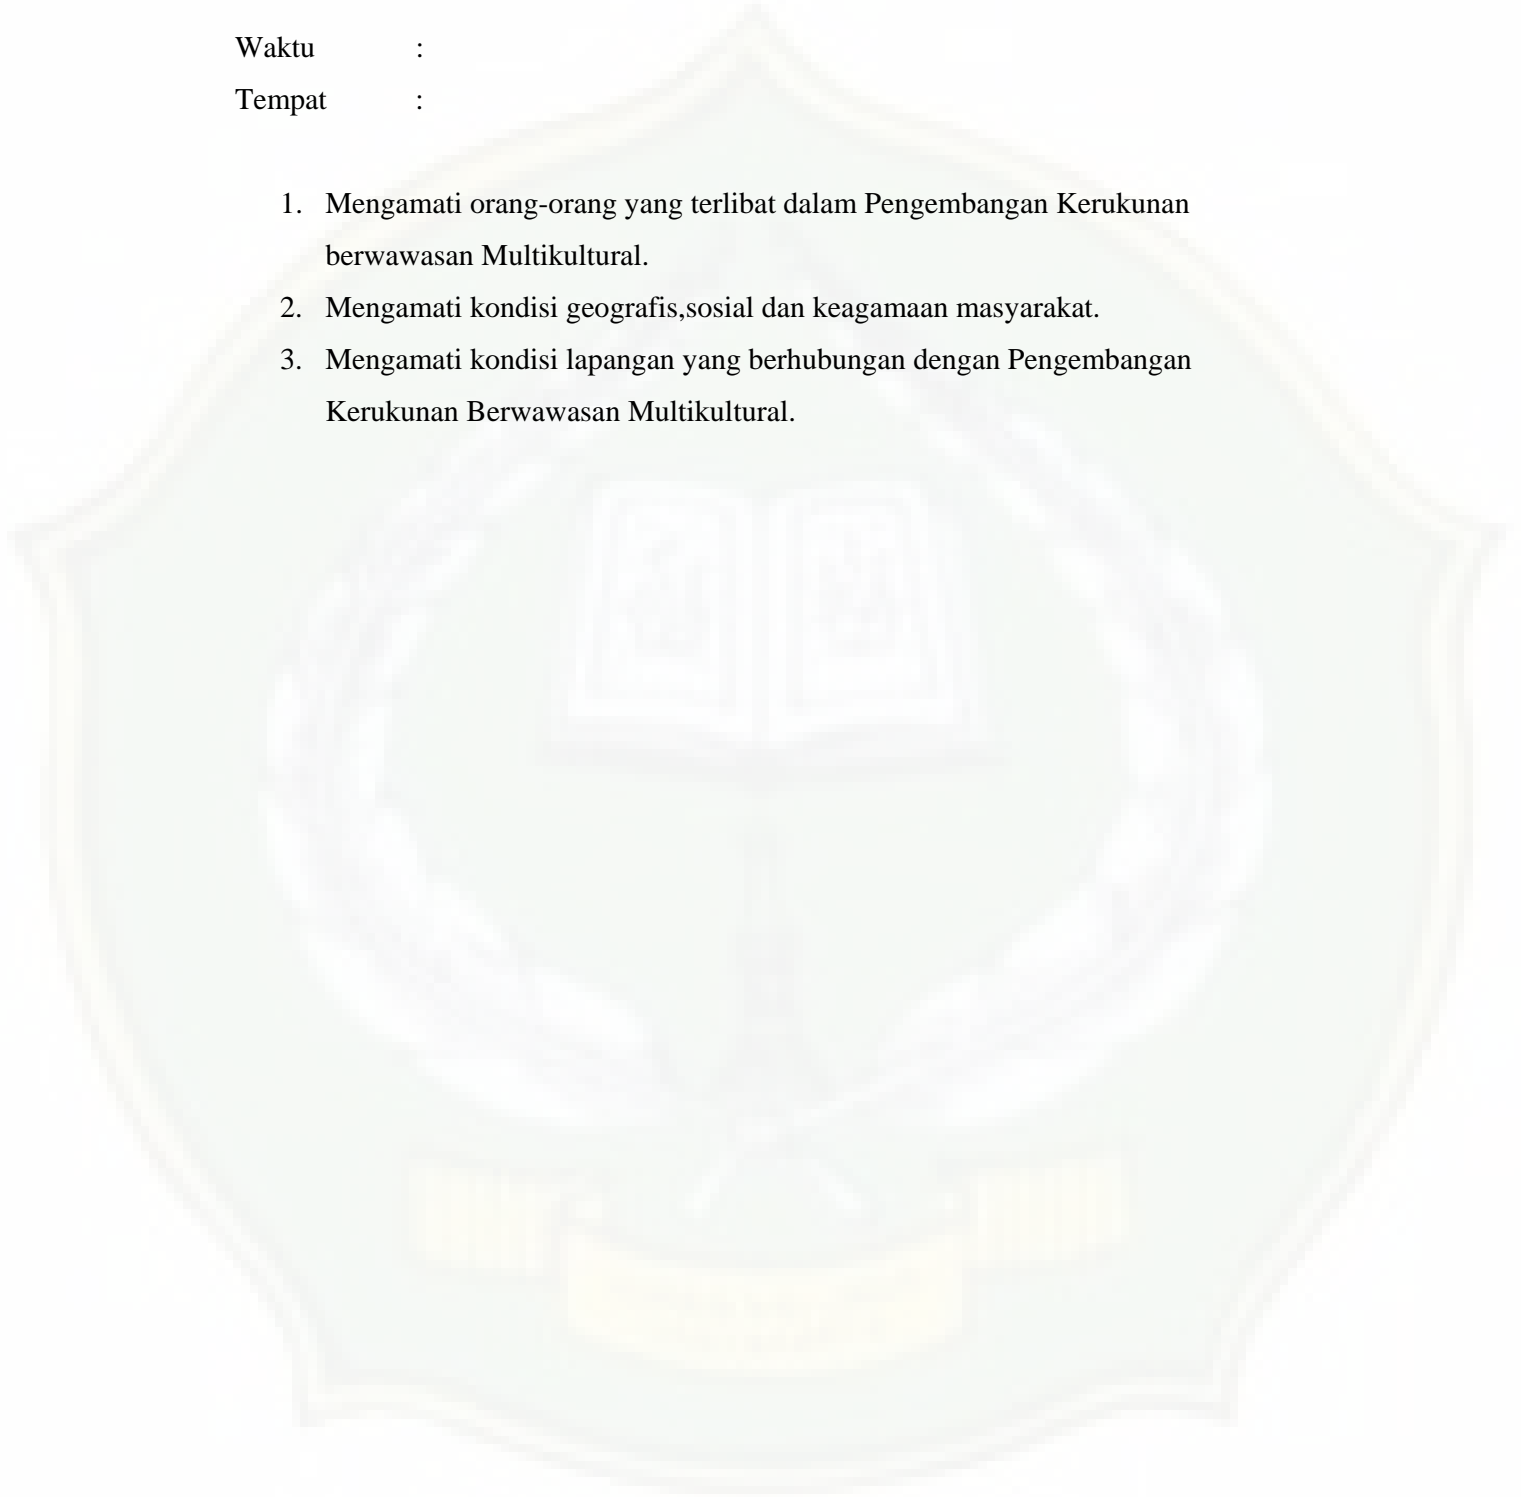 Waktu :
Tempat :
1. Mengamati orang-orang yang terlibat dalam Pengembangan Kerukunan
berwawasan Multikultural.
2. Mengamati kondisi geografis,sosial dan keagamaan masyarakat.
3. Mengamati kondisi lapangan yang berhubungan dengan Pengembangan
Kerukunan Berwawasan Multikultural.